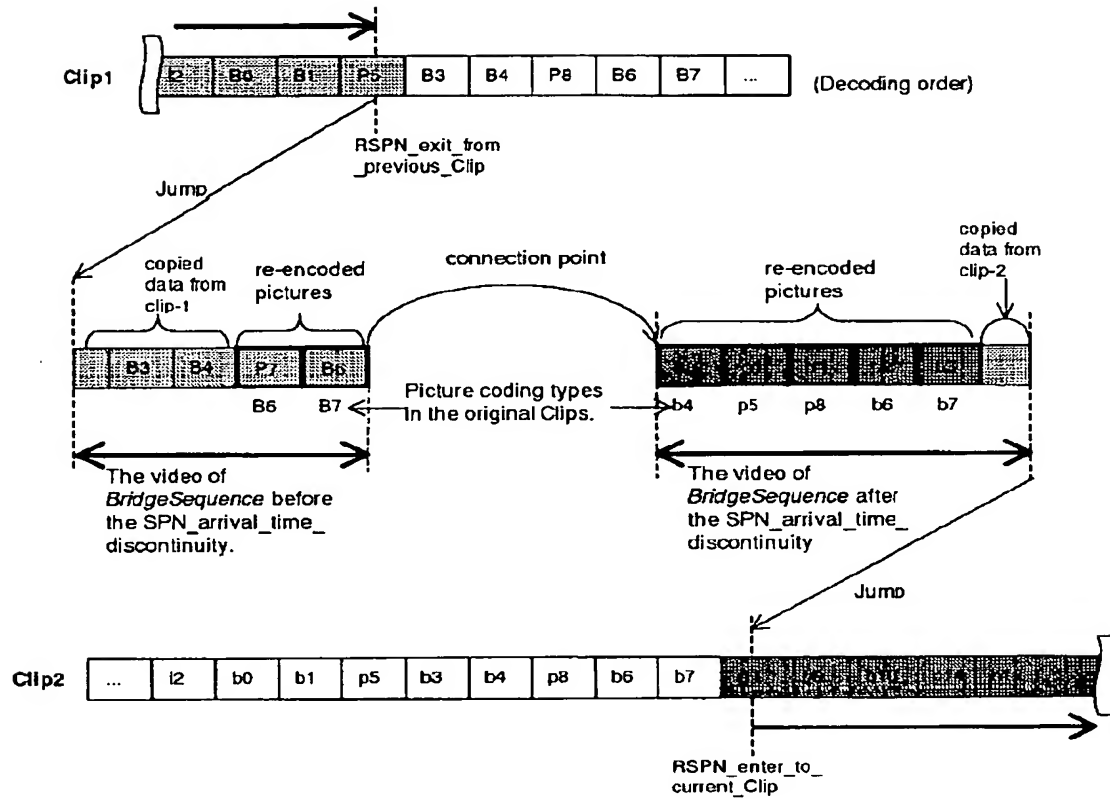 Clip1
I2 B0 B1 P5 B3 B4 P8 B6 B7 ...
(Decoding order)
RSPN_exit_from
_previous_Clip
Jump
copied
data from
clip-1
re-encoded
pictures
connection point
re-encoded
pictures
copied
data from
clip-2
B3 B4 P7
B6 B7
Picture coding types
In the original Clips.
b4 p5 p8 b6 b7
The video of
BridgeSequence before
the SPN_arrival_time_
discontinuity.
The video of
BridgeSequence after
the SPN_arrival_time_
discontinuity
Jump
Clip2
... i2 b0 b1 p5 b3 b4 p8 b6 b7
RSPN_enter_to_
current_Clip